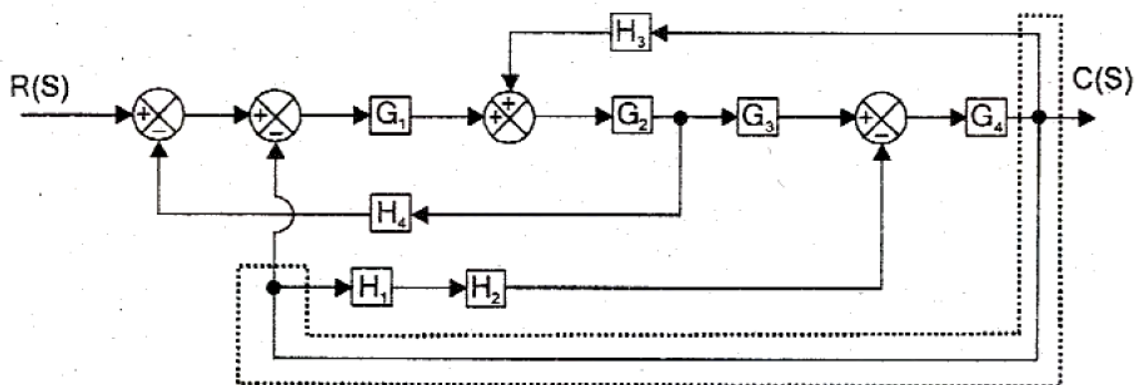 H₃
R(S)
C(S)
G₁
G₂
G₃
G₄
H₄
H₁
H₂